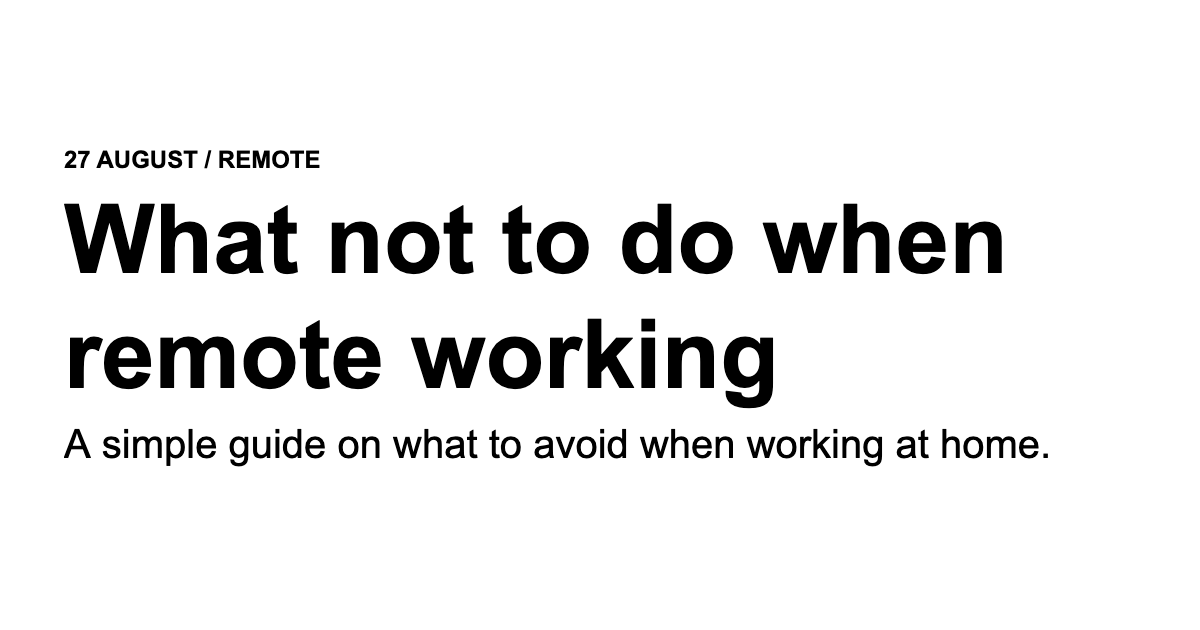 27 AUGUST / REMOTE
What not to do when
remote working
A simple guide on what to avoid when working at home.